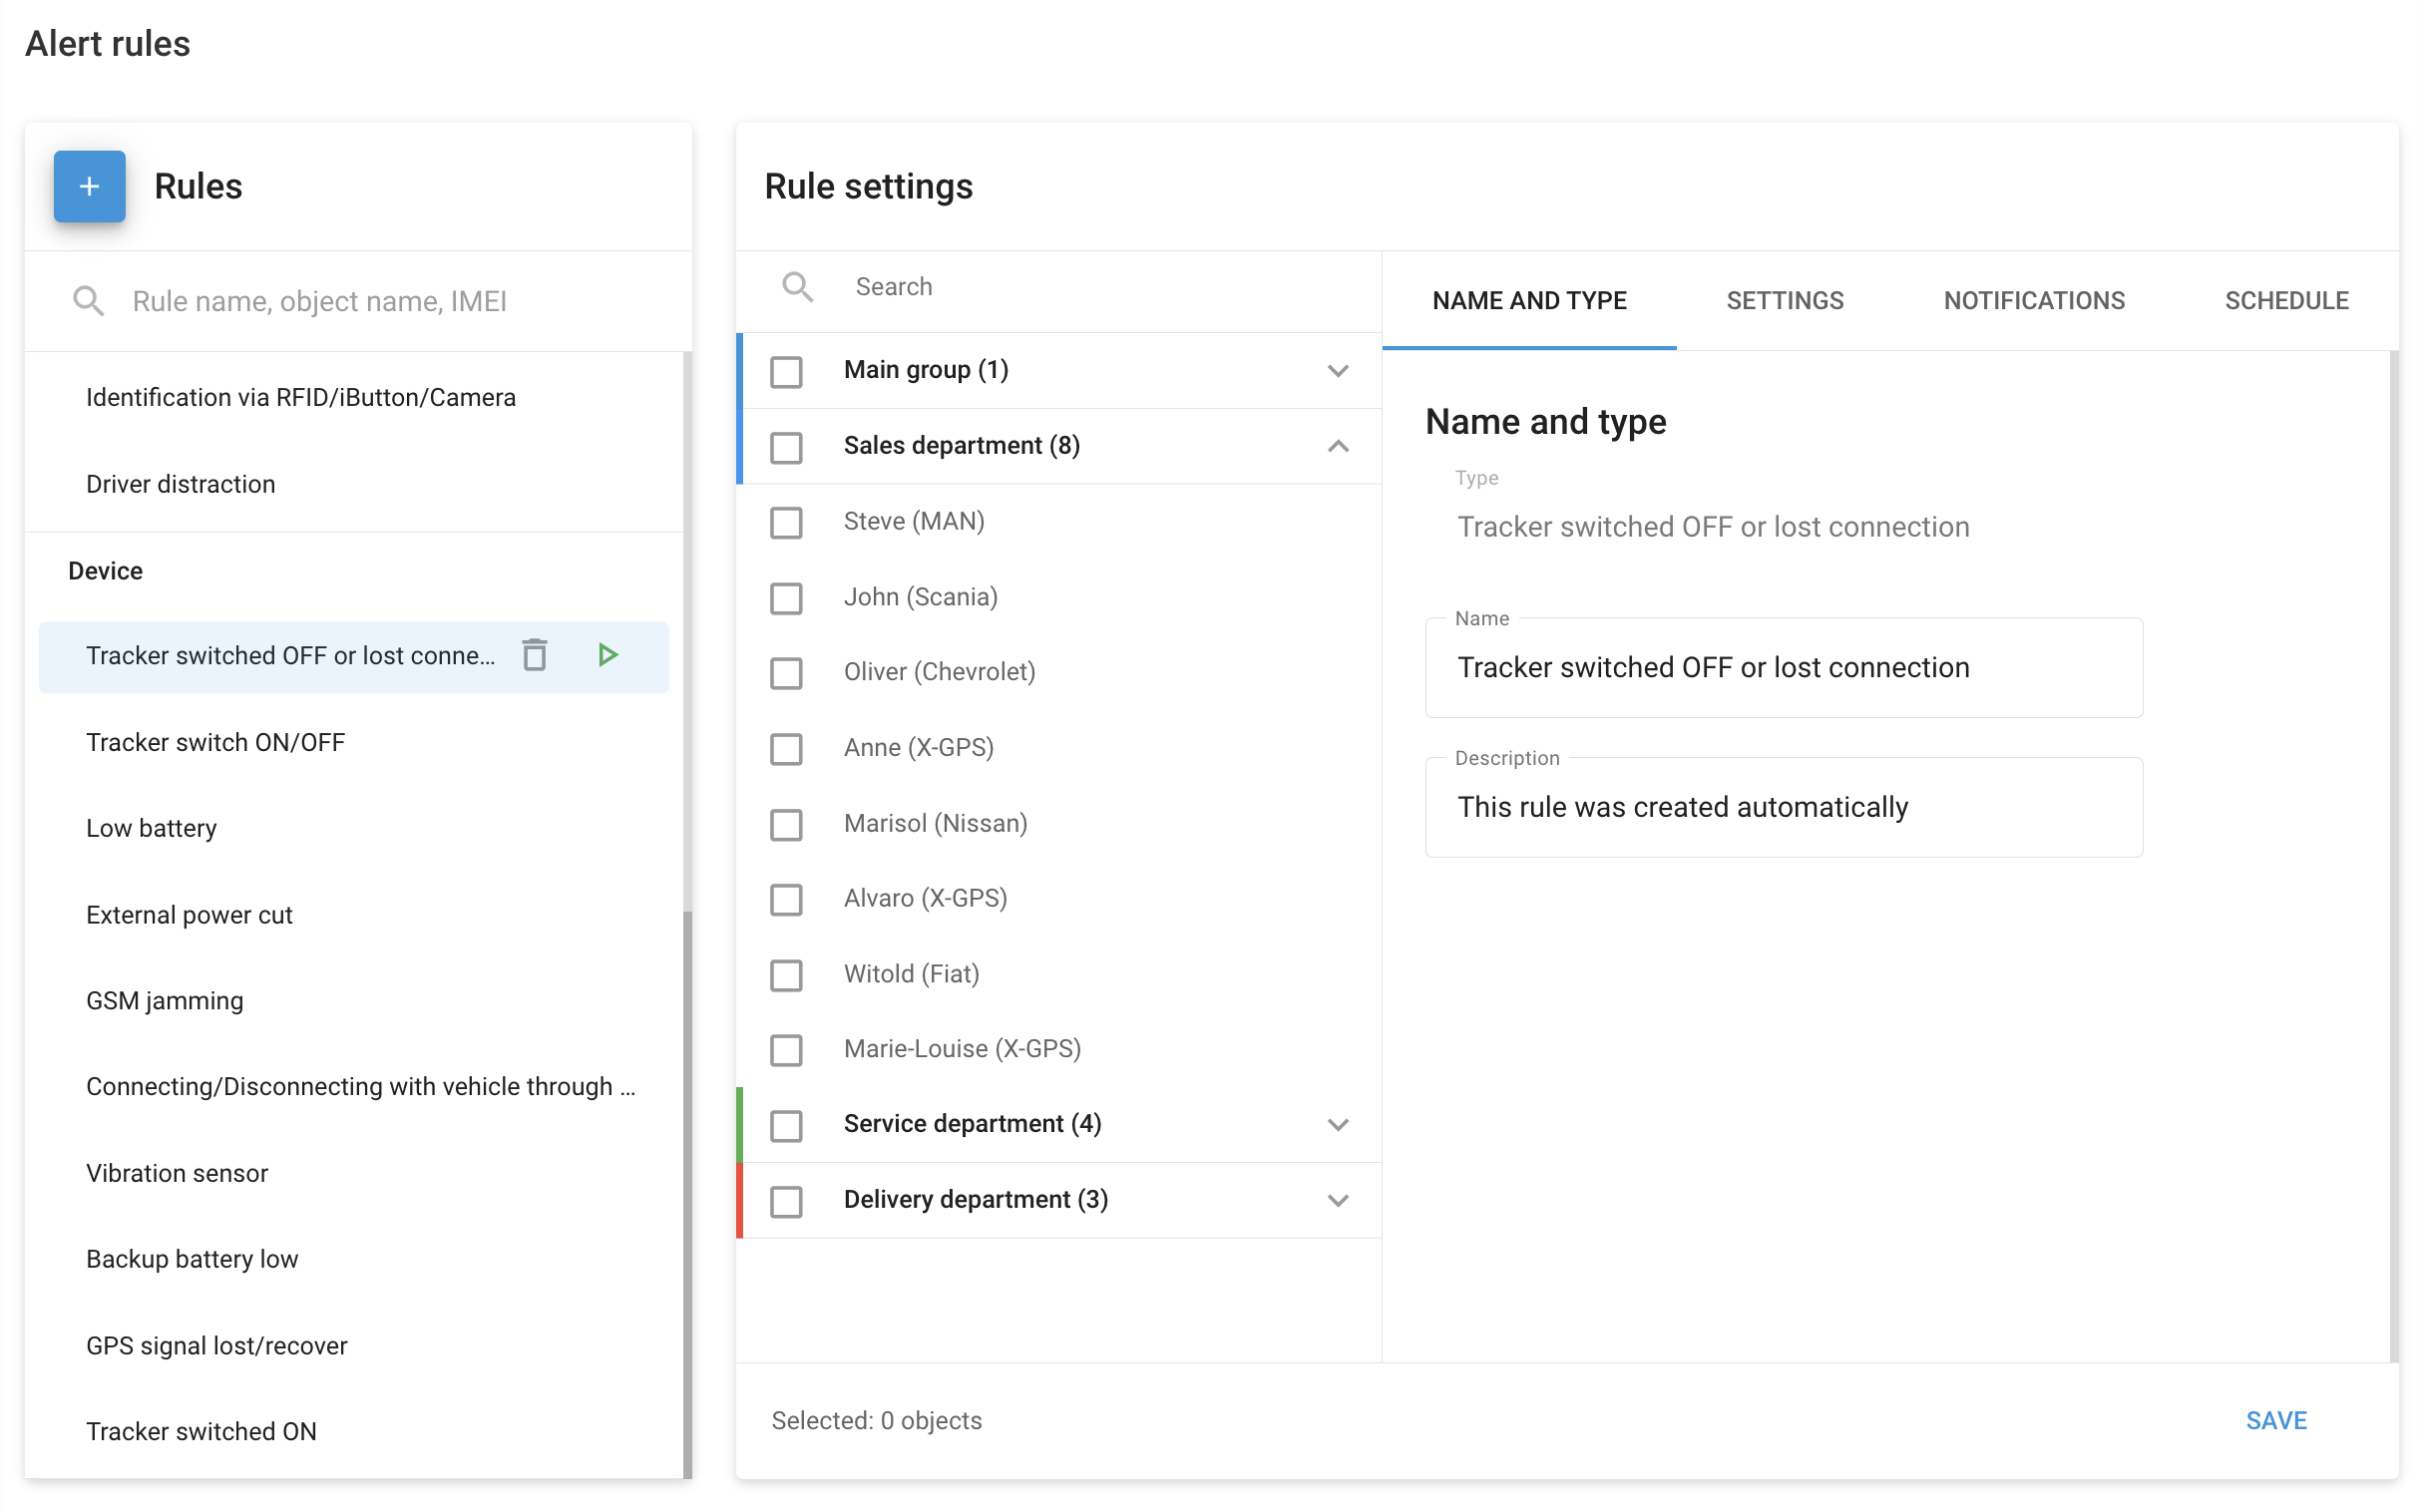 Alert rules
+ Rules
Rule name, object name, IMEI
Identification via RFID/iButton/Camera
Driver distraction
Device
Tracker switched OFF or lost conne...
Tracker switch ON/OFF
Low battery
External power cut
GSM jamming
Connecting/Disconnecting with vehicle through ...
Vibration sensor
Backup battery low
GPS signal lost/recover
Tracker switched ON
Rule settings
Search
Main group (1)
Sales department (8)
Steve (MAN)
John (Scania)
Oliver (Chevrolet)
Anne (X-GPS)
Marisol (Nissan)
Alvaro (X-GPS)
Witold (Fiat)
Marie-Louise (X-GPS)
Service department (4)
Delivery department (3)
NAME AND TYPE SETTINGS NOTIFICATIONS SCHEDULE
Name and type
Type
Tracker switched OFF or lost connection
Name
Tracker switched OFF or lost connection
Description
This rule was created automatically
Selected: 0 objects
SAVE